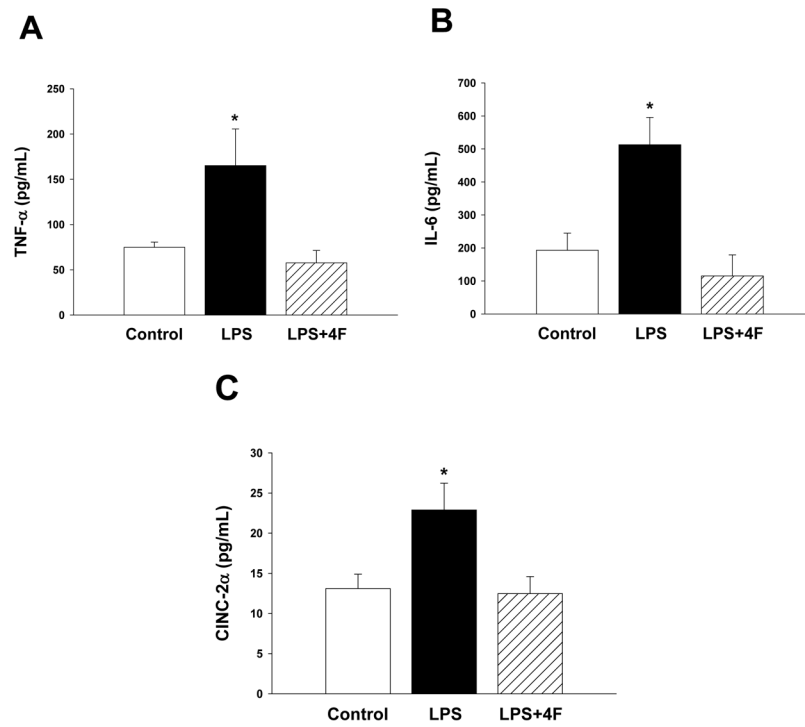 A
TNF-α (pg/mL)
250
200
150
100
50
0
*
Control LPS LPS+4F
B
IL-6 (pg/mL)
700
600
500
400
300
200
100
0
*
Control LPS LPS+4F
C
CINC-2α (pg/mL)
30
25
20
15
10
5
0
*
Control LPS LPS+4F